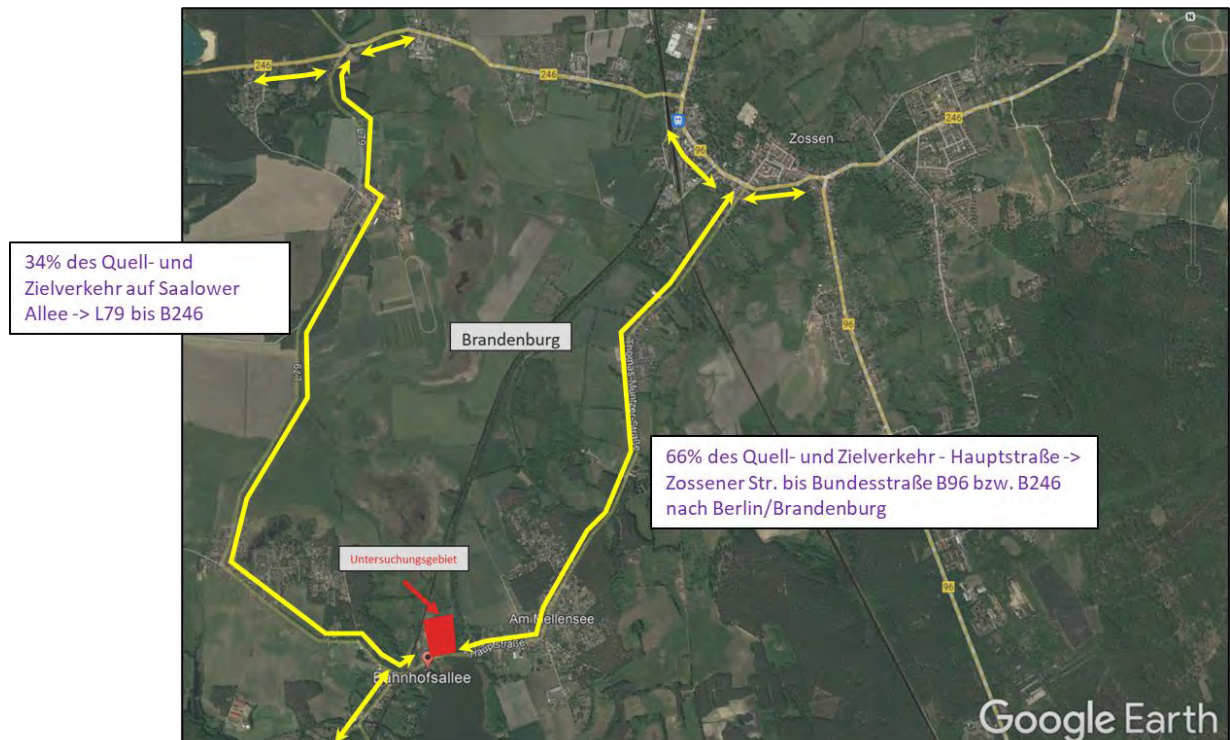 N
246
246
246
Zossen
96
L79
34% des Quell- und
Zielverkehr auf Saalower
Allee -> L79 bis B246
Brandenburg
96
Thomas-Müntzer-Straße
L79
66% des Quell- und Zielverkehr - Hauptstraße ->
Zossener Str. bis Bundesstraße B96 bzw. B246
nach Berlin/Brandenburg
Untersuchungsgebiet
96
Am Mellensee
Hauptstraße
Bahnhofsallee
Google Earth